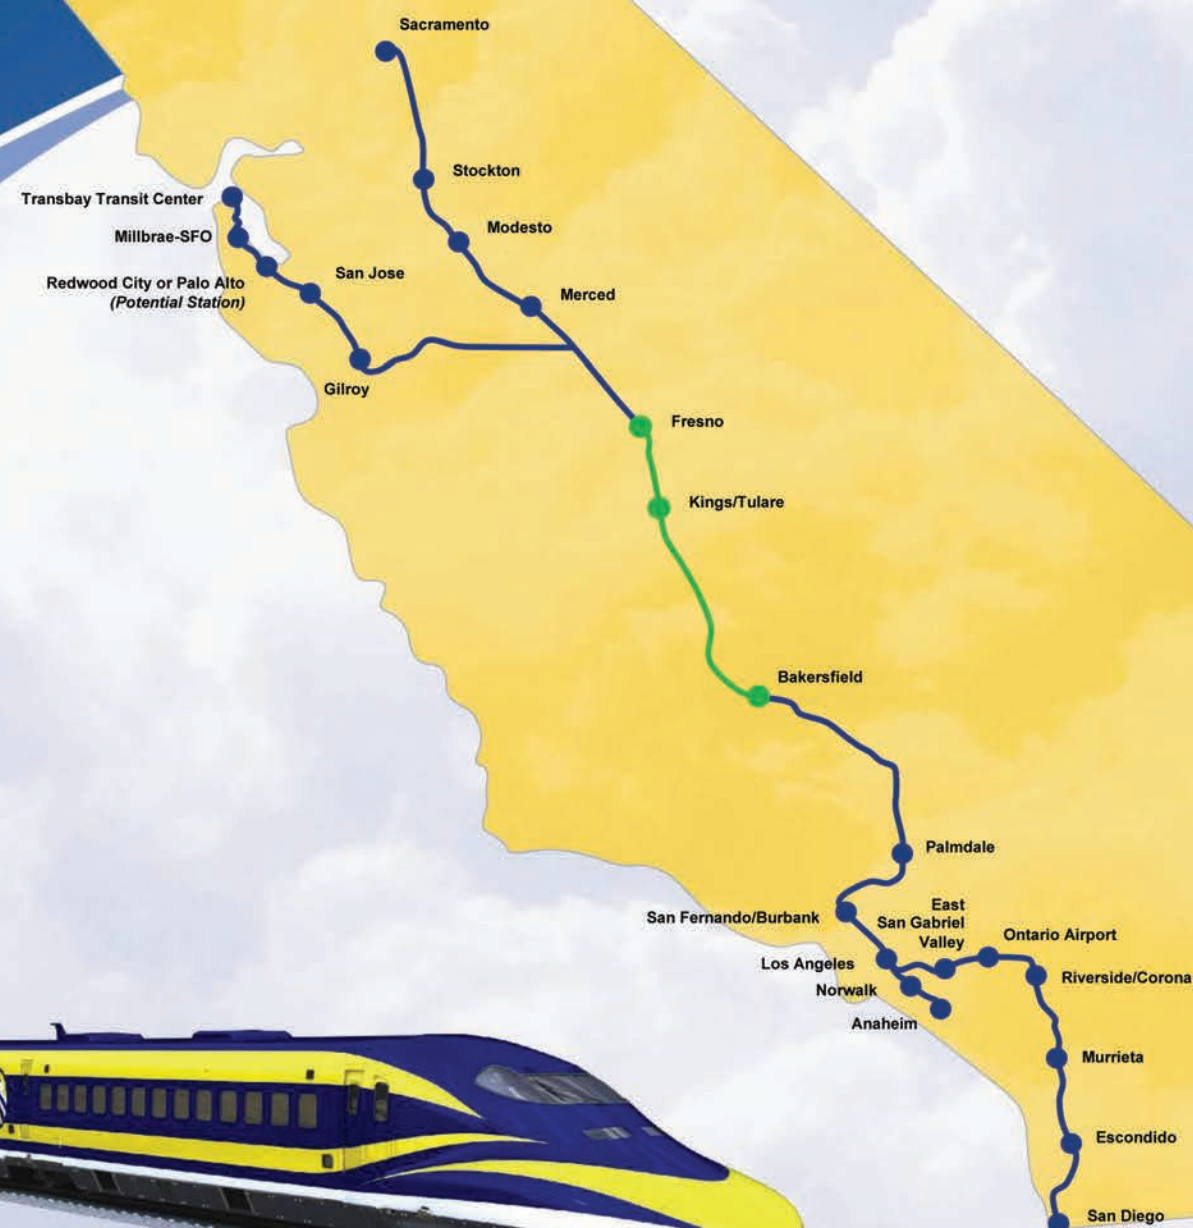 Sacramento
Stockton
Transbay Transit Center
Modesto
Millbrae-SFO
San Jose
Redwood City or Palo Alto
(Potential Station)
Merced
Gilroy
Fresno
Kings/Tulare
Bakersfield
Palmdale
San Fernando/Burbank
East
San Gabriel
Valley
Ontario Airport
Los Angeles
Riverside/Corona
Norwalk
Anaheim
Murrieta
Escondido
San Diego